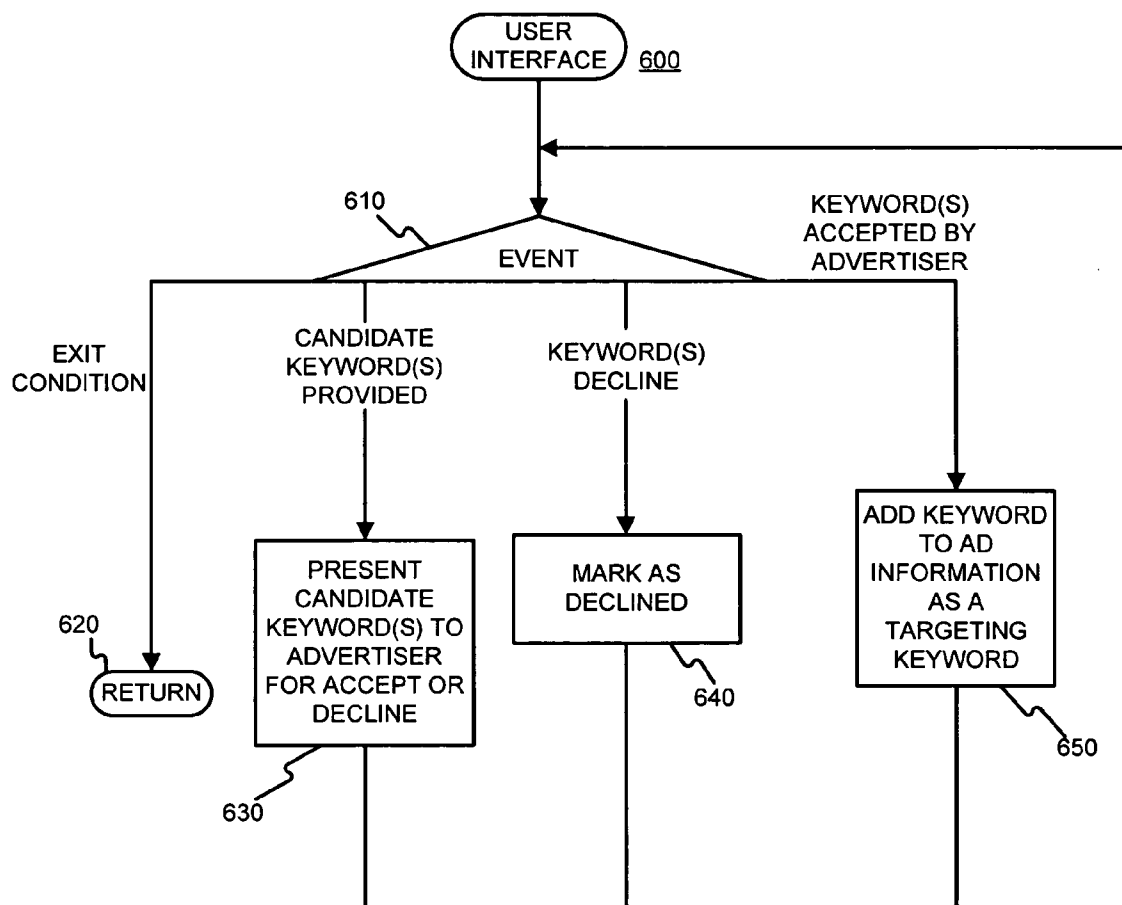 USER
INTERFACE
600
610
EVENT
KEYWORD(S)
ACCEPTED BY
ADVERTISER
EXIT
CONDITION
CANDIDATE
KEYWORD(S)
PROVIDED
KEYWORD(S)
DECLINE
620
RETURN
PRESENT
CANDIDATE
KEYWORD(S) TO
ADVERTISER
FOR ACCEPT OR
DECLINE
630
MARK AS
DECLINED
640
ADD KEYWORD
TO AD
INFORMATION
AS A
TARGETING
KEYWORD
650